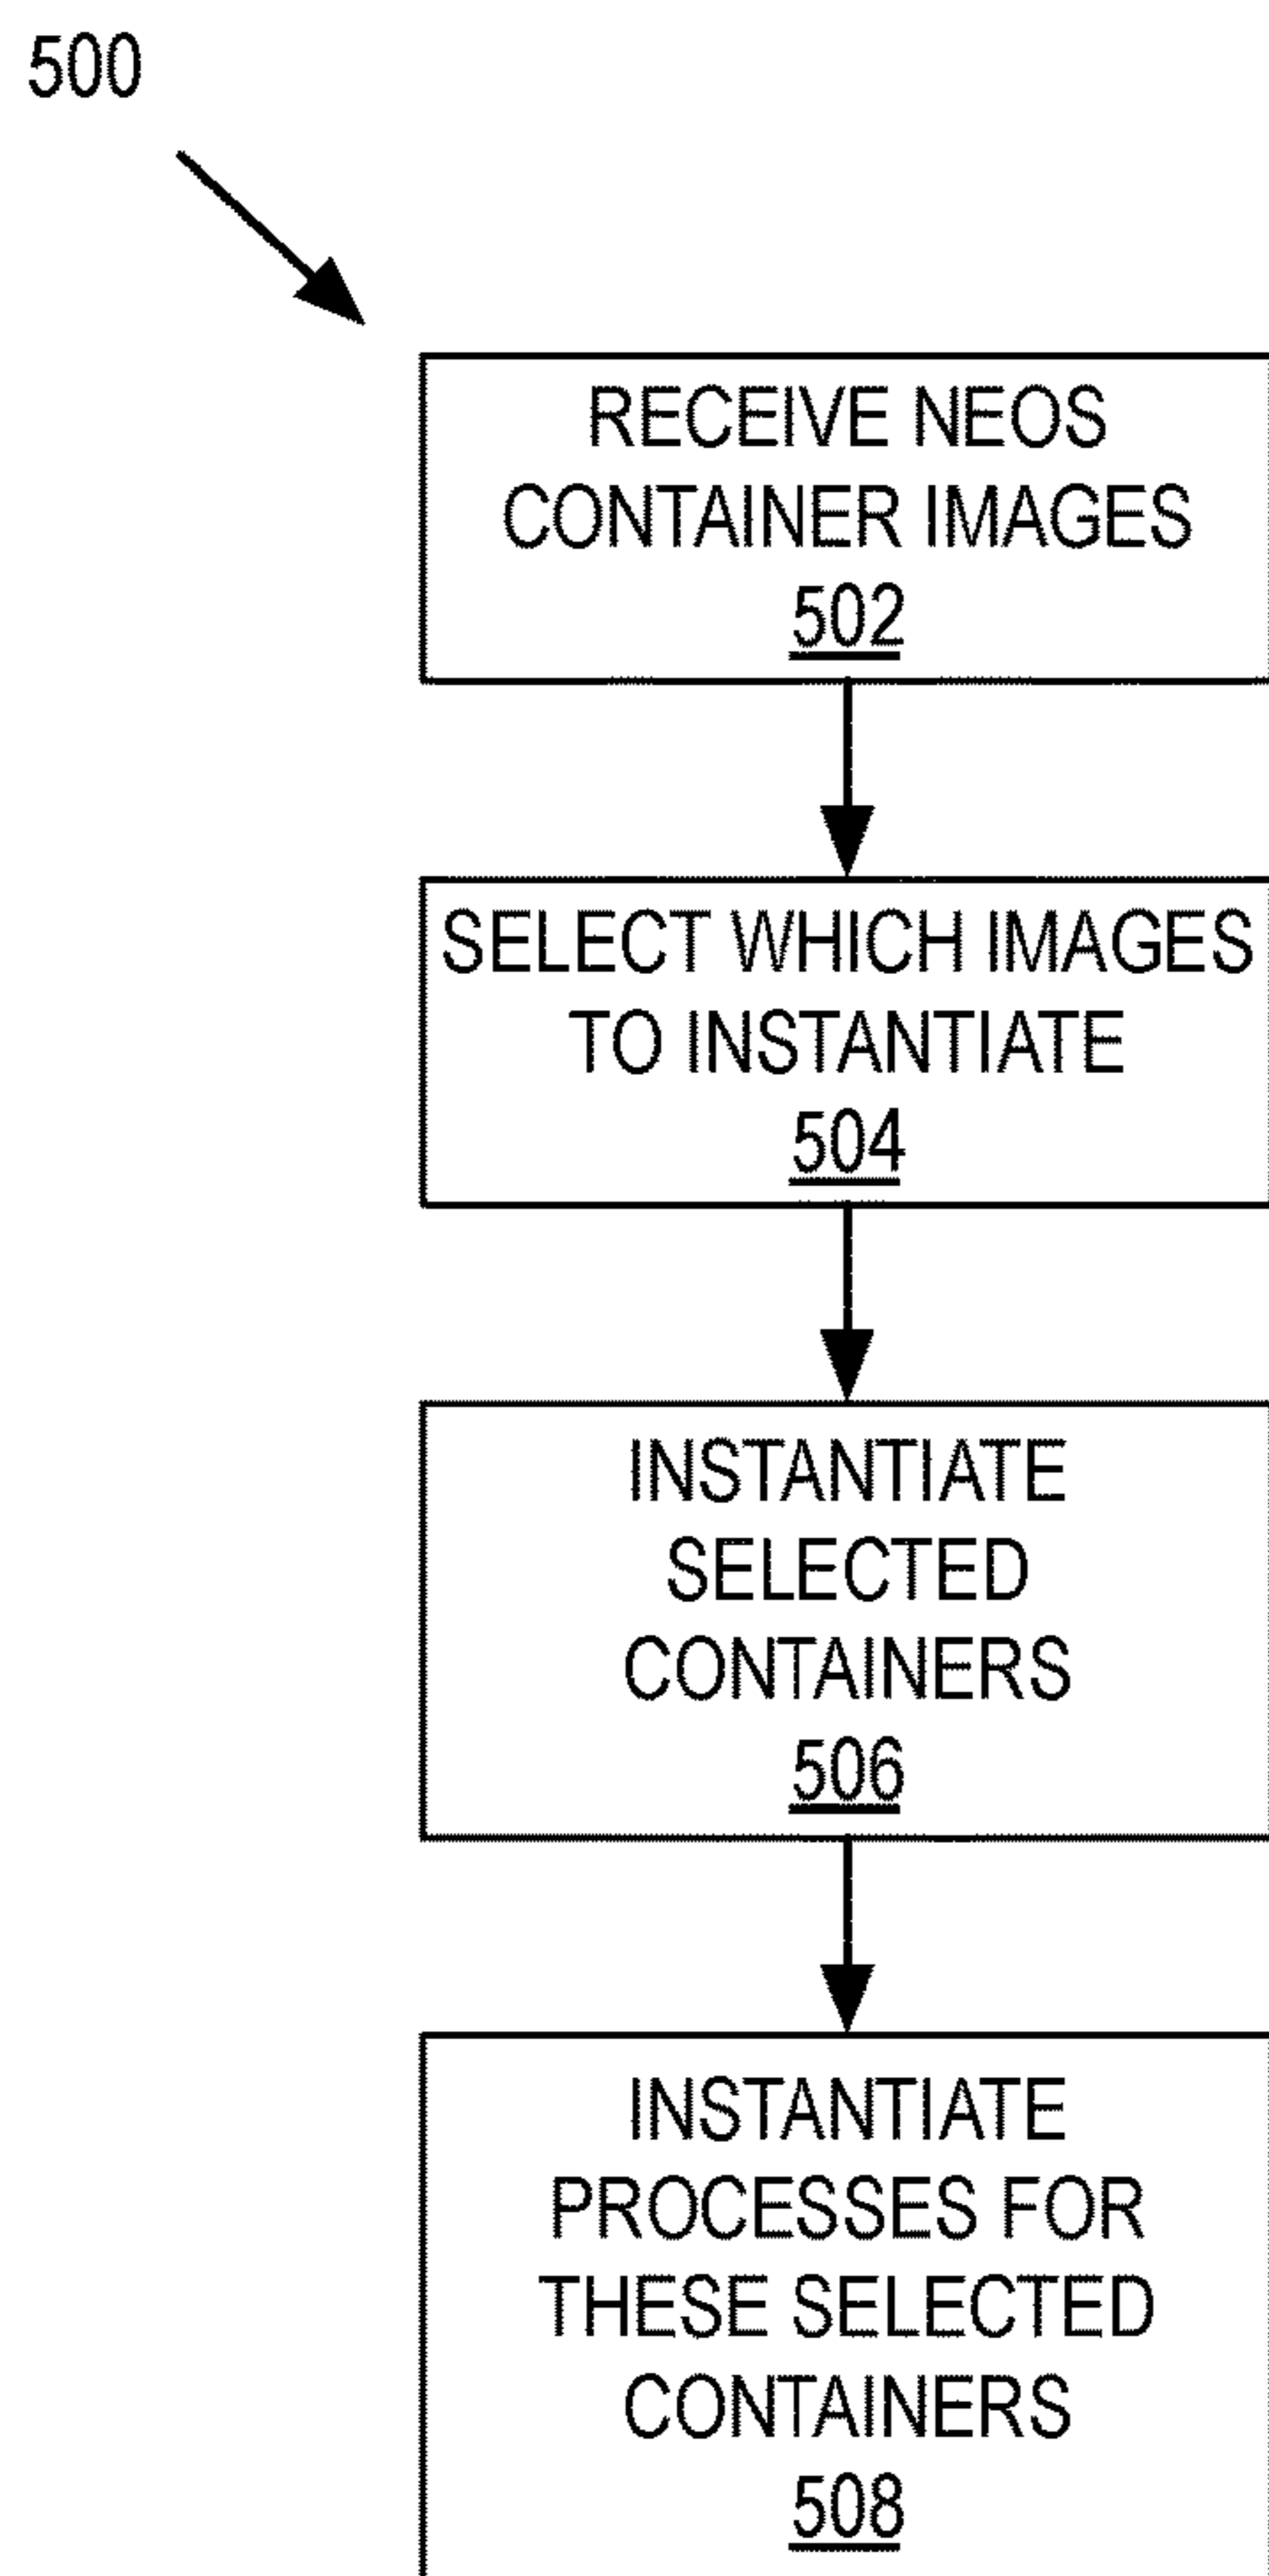 500
RECEIVE NEOS
CONTAINER IMAGES
502
SELECT WHICH IMAGES
TO INSTANTIATE
504
INSTANTIATE
SELECTED
CONTAINERS
506
INSTANTIATE
PROCESSES FOR
THESE SELECTED
CONTAINERS
508